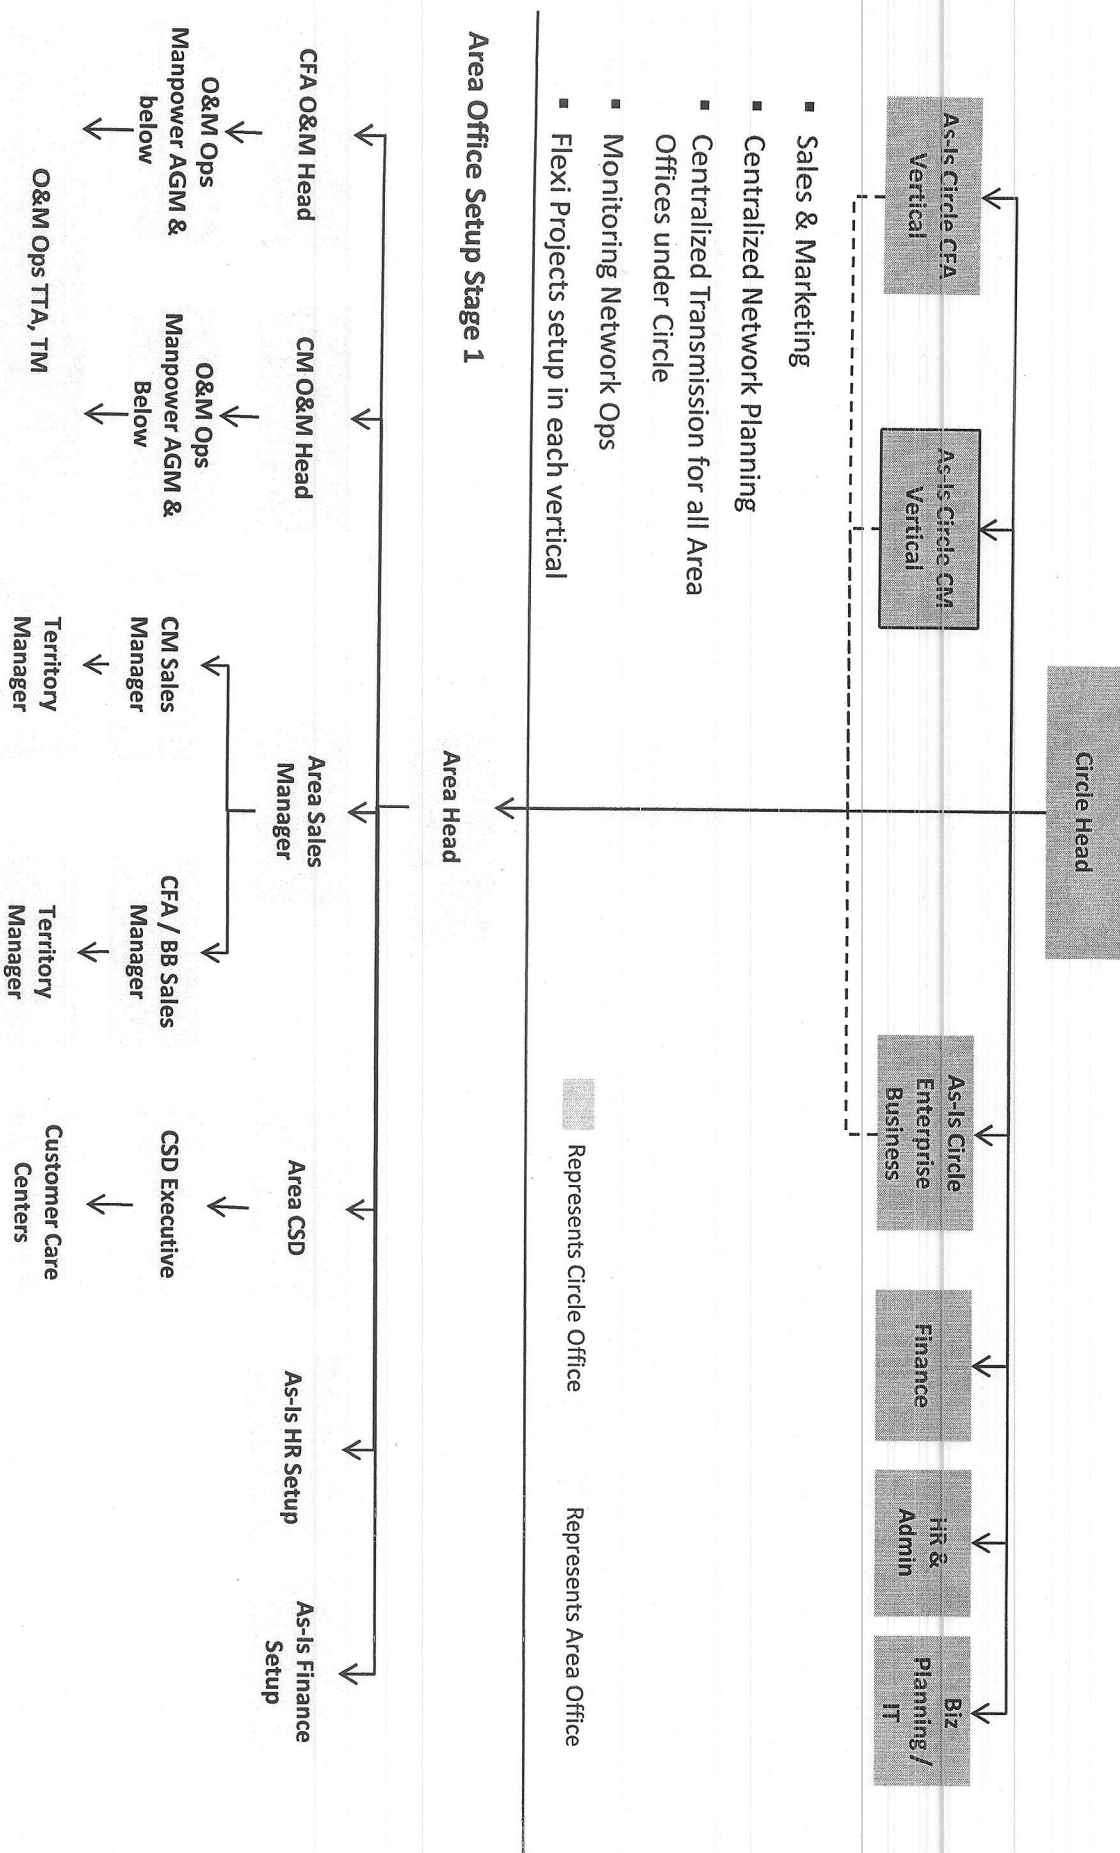 Circle Head
As-Is Circle CFA
Vertical
As-Is Circle CM
Vertical
As-Is Circle
Enterprise
Business
Finance
HR &
Admin
Biz
Planning /
IT
▪ Sales & Marketing
▪ Centralized Network Planning
▪ Centralized Transmission for all Area
Offices under Circle
▪ Monitoring Network Ops
▪ Flexi Projects setup in each vertical
Represents Circle Office
Represents Area Office
Area Office Setup Stage 1
Area Head
CFA O&M Head
CM O&M Head
Area Sales
Manager
Area CSD
As-Is HR Setup
As-Is Finance
Setup
O&M Ops
Manpower AGM &
below
O&M Ops
Manpower AGM &
Below
CM Sales
Manager
CFA / BB Sales
Manager
CSD Executive
O&M Ops TTA, TM
Territory
Manager
Territory
Manager
Customer Care
Centers